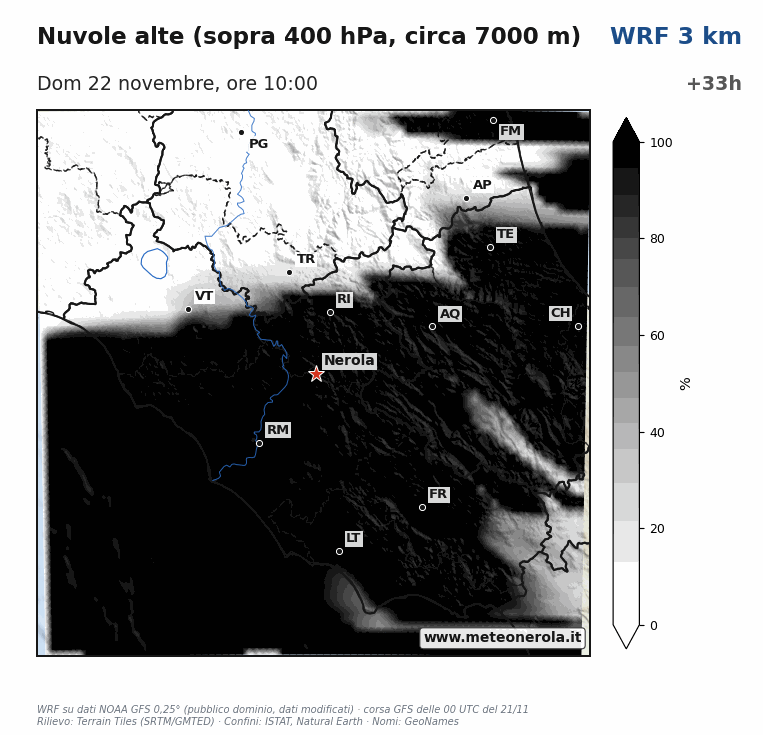 Nuvole alte (sopra 400 hPa, circa 7000 m) WRF 3 km
Dom 22 novembre, ore 10:00 +33h
FM
PG
AP
TE
TR
VT
RI
AQ
CH
Nerola
RM
FR
LT
www.meteonerola.it
100
80
60
40
20
0
%
WRF su dati NOAA GFS 0,25° (pubblico dominio, dati modificati) · corsa GFS delle 00 UTC del 21/11
Rilievo: Terrain Tiles (SRTM/GMTED) · Confini: ISTAT, Natural Earth · Nomi: GeoNames